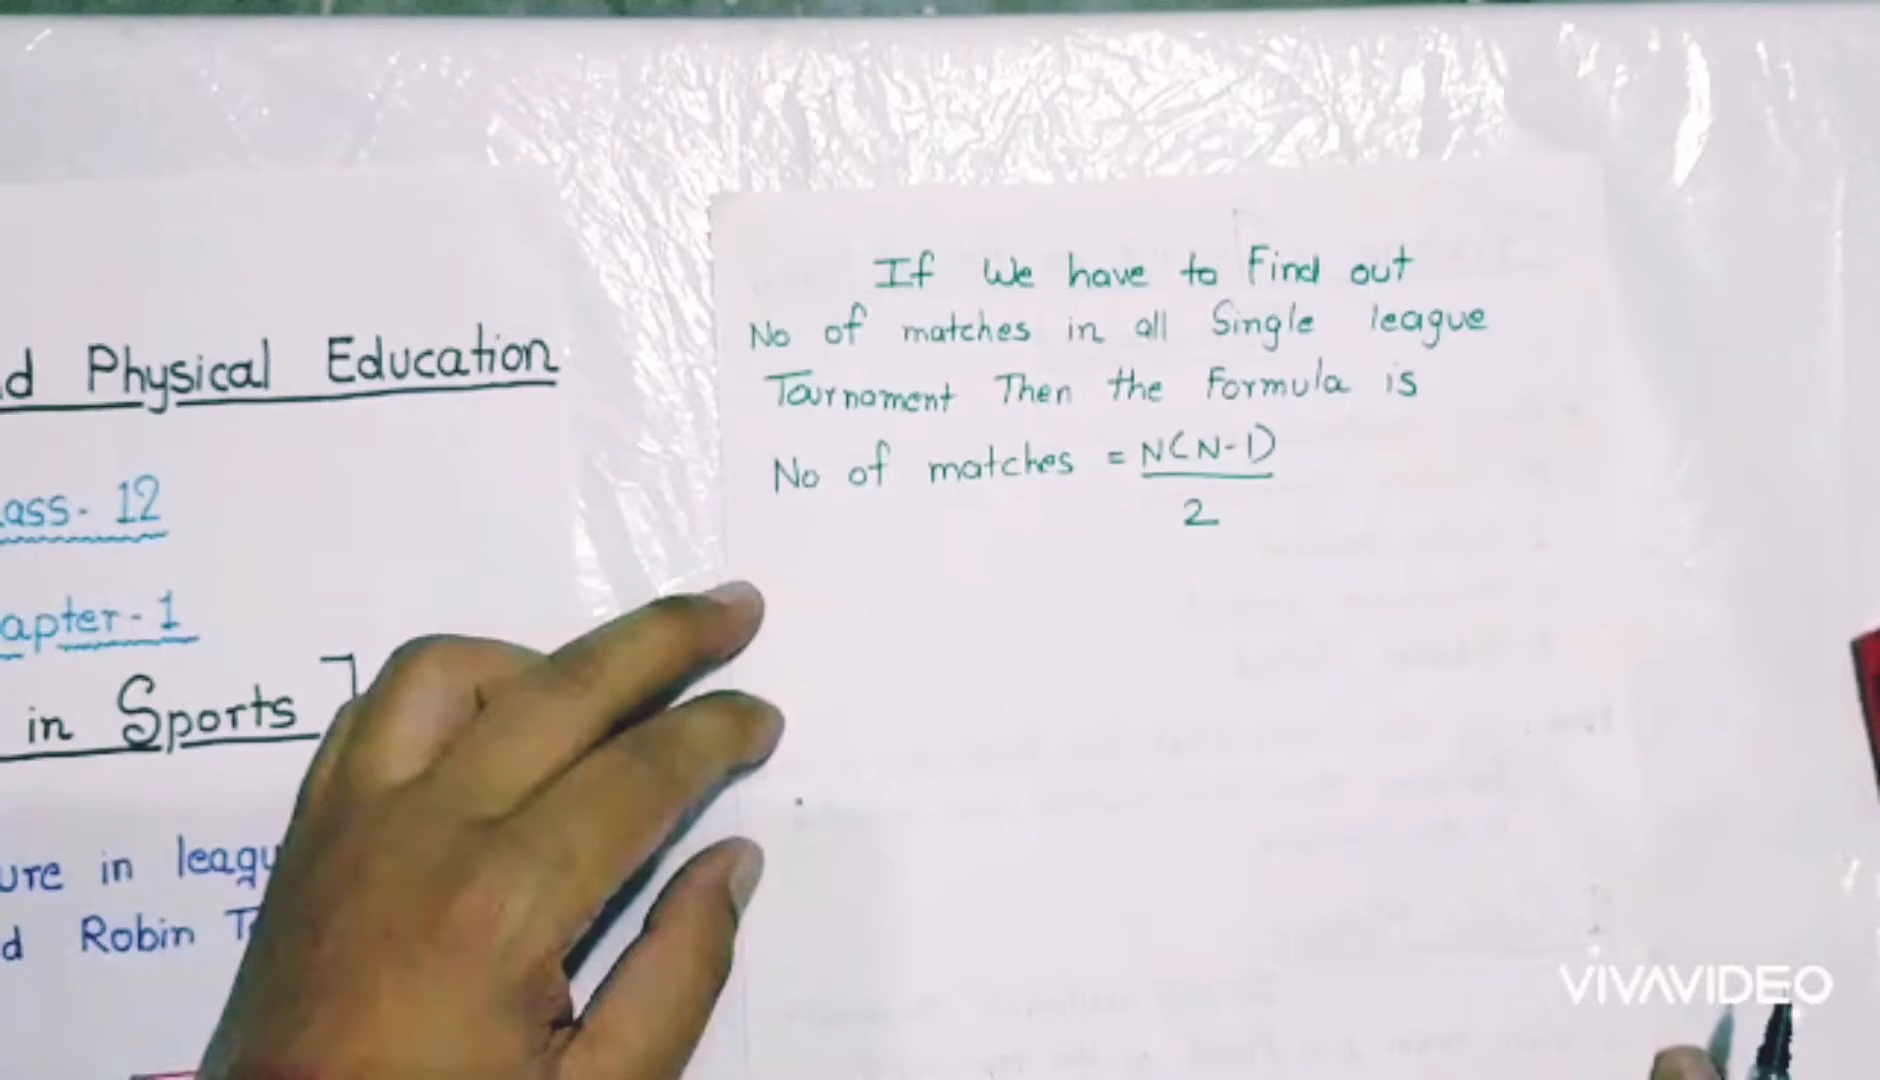 d Physical Education
ass- 12
apter-1
in Sports ]
ure in leagu
d Robin T
If We have to Find out
No of matches in all Single league
Tournament Then the Formula is
No of matches = N(N-1)
2
VIVAVIDEO